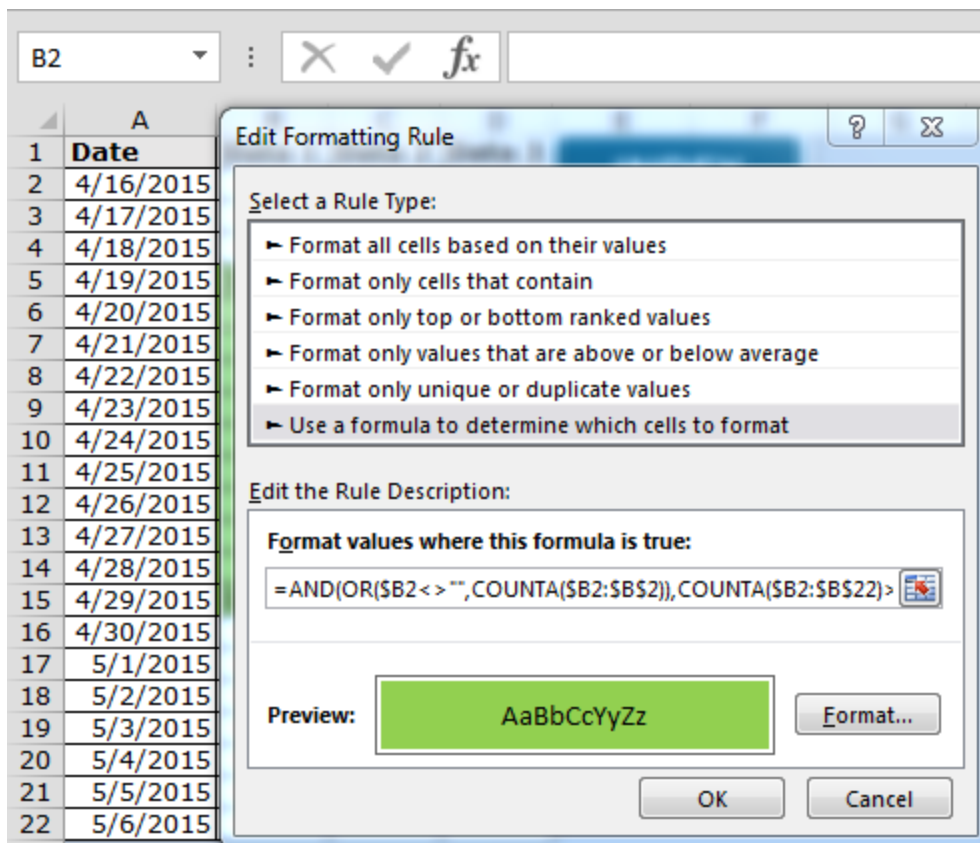 B2
fx
A
Edit Formatting Rule
1 Date
2 4/16/2015
Select a Rule Type:
3 4/17/2015
4 4/18/2015
► Format all cells based on their values
5 4/19/2015
► Format only cells that contain
6 4/20/2015
► Format only top or bottom ranked values
7 4/21/2015
► Format only values that are above or below average
8 4/22/2015
9 4/23/2015
► Format only unique or duplicate values
10 4/24/2015
► Use a formula to determine which cells to format
11 4/25/2015
12 4/26/2015
Edit the Rule Description:
13 4/27/2015
Format values where this formula is true:
14 4/28/2015
15 4/29/2015
=AND(OR($B2<>"",COUNTA($B2:$B$2)),COUNTA($B2:$B$22)>
16 4/30/2015
17 5/1/2015
18 5/2/2015
Preview: AaBbCcYyZz Format...
19 5/3/2015
20 5/4/2015
21 5/5/2015
OK Cancel
22 5/6/2015